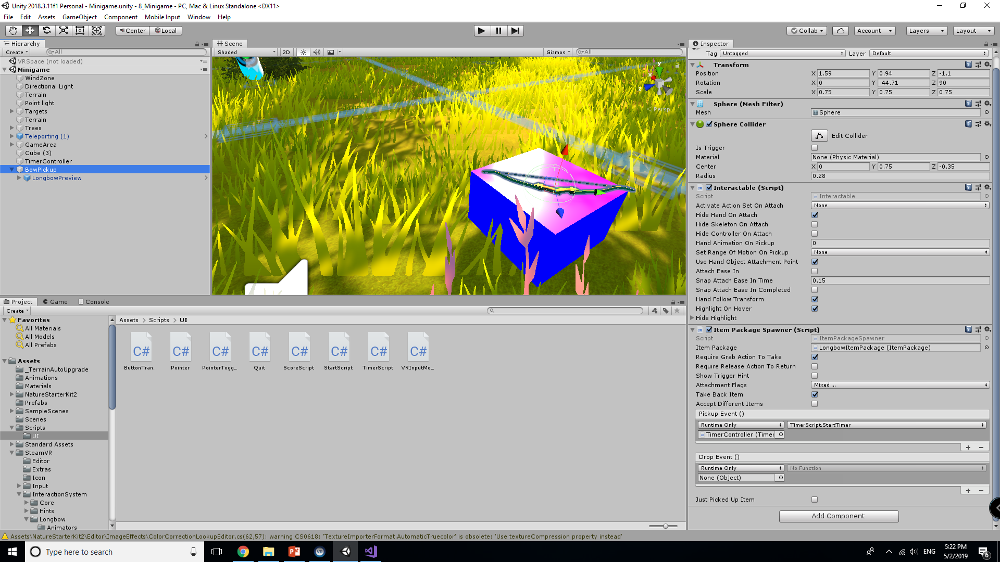 Unity 2018.3.11f1 Personal - Minigame.unity - 8_Minigame - PC, Mac & Linux Standalone <DX11>
File Edit Assets GameObject Component Mobile Input Window Help
Center Local Collab Account Layers Layout
Hierarchy
Create All
VRSpace (not loaded)
Minigame
WindZone
Directional Light
Terrain
Point light
Targets
Terrain
Trees
Teleporting (1)
GameArea
Cube (3)
TimerController
BowPickup
LongbowPreview
Scene
Shaded 2D Gizmos All
y
x
Persp
Inspector
Tag Untagged Layer Default
Transform
Position X 1.59 Y 0.94 Z -1.1
Rotation X 0 Y -44.71 Z 90
Scale X 0.75 Y 0.75 Z 0.75
Sphere (Mesh Filter)
Mesh Sphere
Sphere Collider
Edit Collider
Is Trigger
Material None (Physic Material)
Center X 0 Y 0.75 Z -0.35
Radius 0.28
Interactable (Script)
Script Interactable
Activate Action Set On Attach None
Hide Hand On Attach
Hide Skeleton On Attach
Hide Controller On Attach
Hand Animation On Pickup 0
Set Range Of Motion On Pickup None
Use Hand Object Attachment Point
Attach Ease In
Snap Attach Ease In Time 0.15
Snap Attach Ease In Completed
Hand Follow Transform
Highlight On Hover
Hide Highlight
Item Package Spawner (Script)
Script ItemPackageSpawner
Item Package LongbowItemPackage (ItemPackage)
Require Grab Action To Take
Require Release Action To Return
Show Trigger Hint
Attachment Flags Mixed ...
Take Back Item
Accept Different Items
Pickup Event ()
Runtime Only TimerScript.StartTimer
TimerController (Timer
+ −
Drop Event ()
Runtime Only No Function
None (Object)
+ −
Just Picked Up Item
Add Component
Project Game Console
Create
Favorites
All Materials
All Models
All Prefabs
Assets
_TerrainAutoUpgrade
Animations
Materials
NatureStarterKit2
Prefabs
SampleScenes
Scenes
Scripts
UI
Standard Assets
SteamVR
Editor
Extras
Icon
Input
InteractionSystem
Core
Hints
Longbow
Animators
Assets Scripts UI
C# C# C# C# C# C# C# C#
ButtonTran... Pointer PointerTogg... Quit ScoreScript StartScript TimerScript VRInputMo...
Assets\NatureStarterKit2\Editor\ImageEffects\ColorCorrectionLookupEditor.cs(62,57): warning CS0618: 'TextureImporterFormat.AutomaticTruecolor' is obsolete: 'Use textureCompression property instead'
Type here to search
ENG
5:22 PM
5/2/2019
6